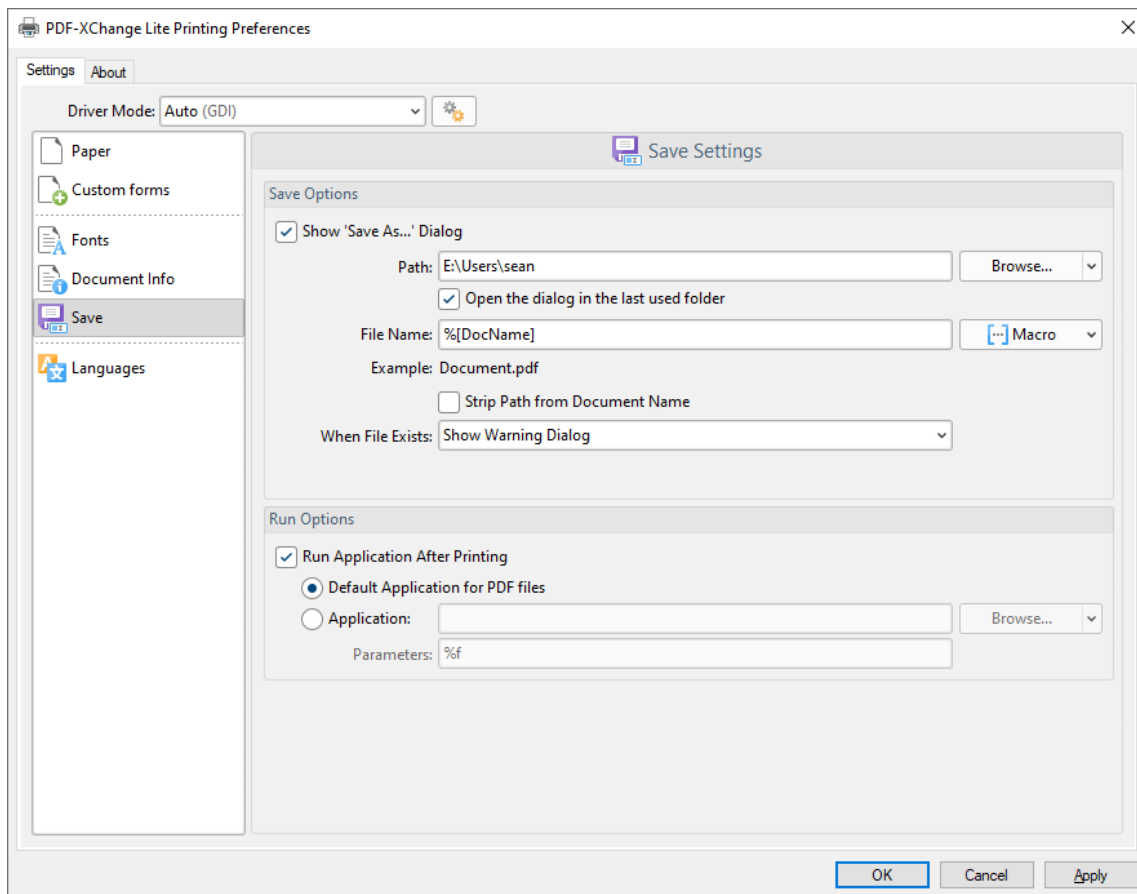 PDF-XChange Lite Printing Preferences
Settings About
Driver Mode: Auto (GDI)
Paper
Custom forms
Fonts
Document Info
Save
Languages
Save Settings
Save Options
Show 'Save As...' Dialog
Path: E:\Users\sean Browse...
Open the dialog in the last used folder
File Name: %[DocName] Macro
Example: Document.pdf
Strip Path from Document Name
When File Exists: Show Warning Dialog
Run Options
Run Application After Printing
Default Application for PDF files
Application: Browse...
Parameters: %f
OK Cancel Apply